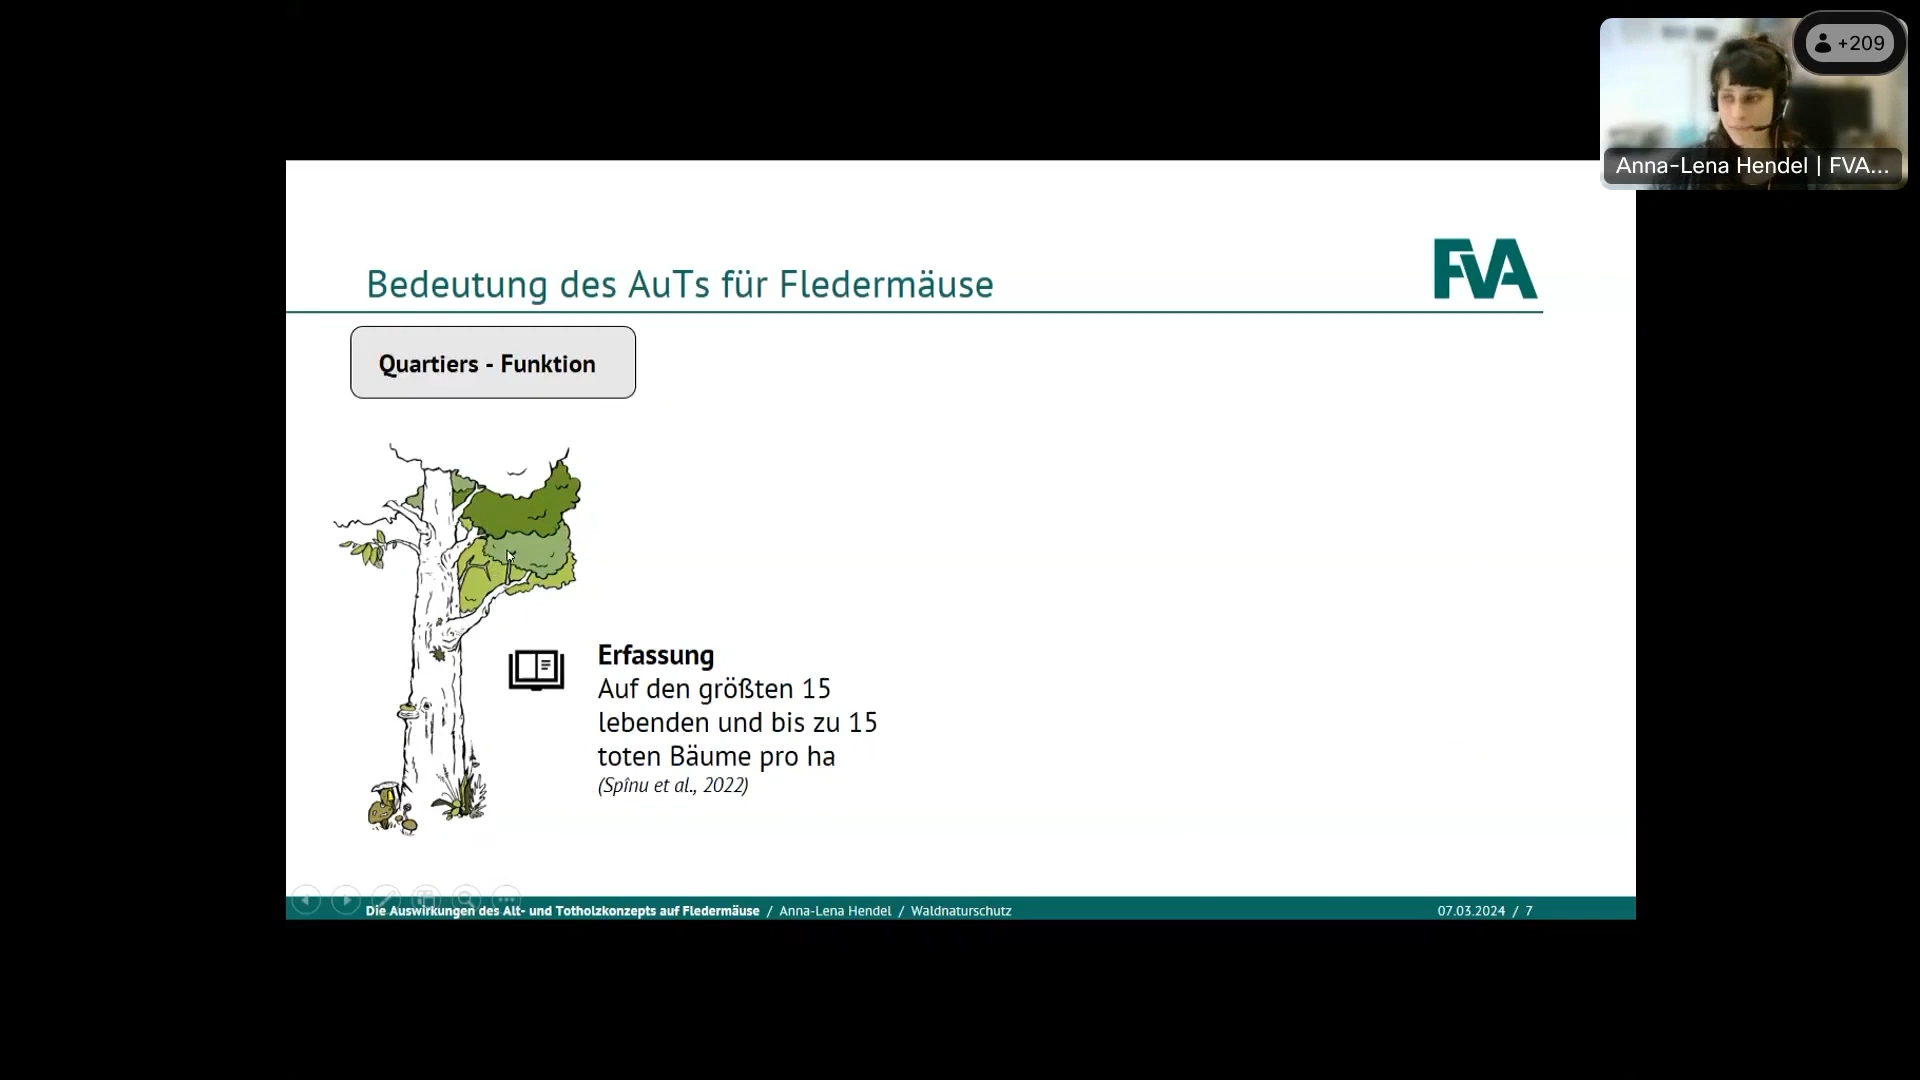 +209
Anna-Lena Hendel | FVA...
FVA
Bedeutung des AuTs für Fledermäuse
Quartiers - Funktion
Erfassung
Auf den größten 15
lebenden und bis zu 15
toten Bäume pro ha
(Spînu et al., 2022)
Die Auswirkungen des Alt- und Totholzkonzepts auf Fledermäuse / Anna-Lena Hendel / Waldnaturschutz
07.03.2024 / 7